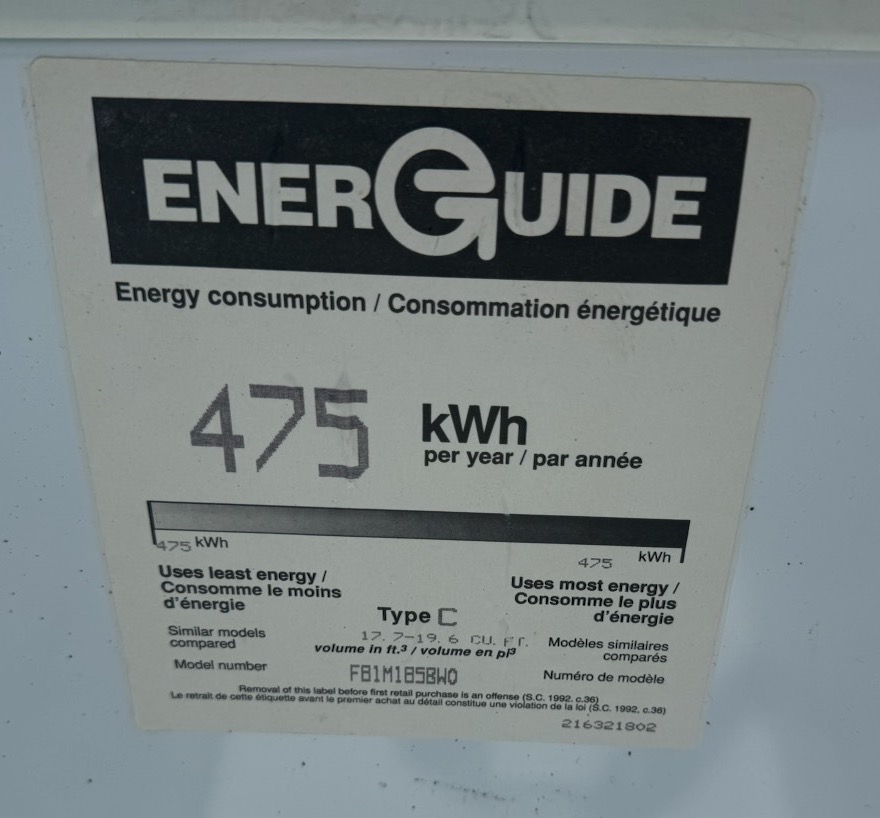 ENERGUIDE
Energy consumption / Consommation énergétique
475 kWh
per year / par année
475 kWh
475 kWh
Uses least energy /
Consomme le moins
d'énergie
Uses most energy /
Consomme le plus
d'énergie
Type C
Similar models
compared
17.7-19.6 CU. FT.
volume in ft.³ / volume en pi³
Modèles similaires
comparés
Model number
FB1M185BWQ
Numéro de modèle
Removal of this label before first retail purchase is an offense (S.C. 1992, c.36)
Le retrait de cette étiquette avant le premier achat au détail constitue une violation de la loi (S.C. 1992, c.36)
216321802